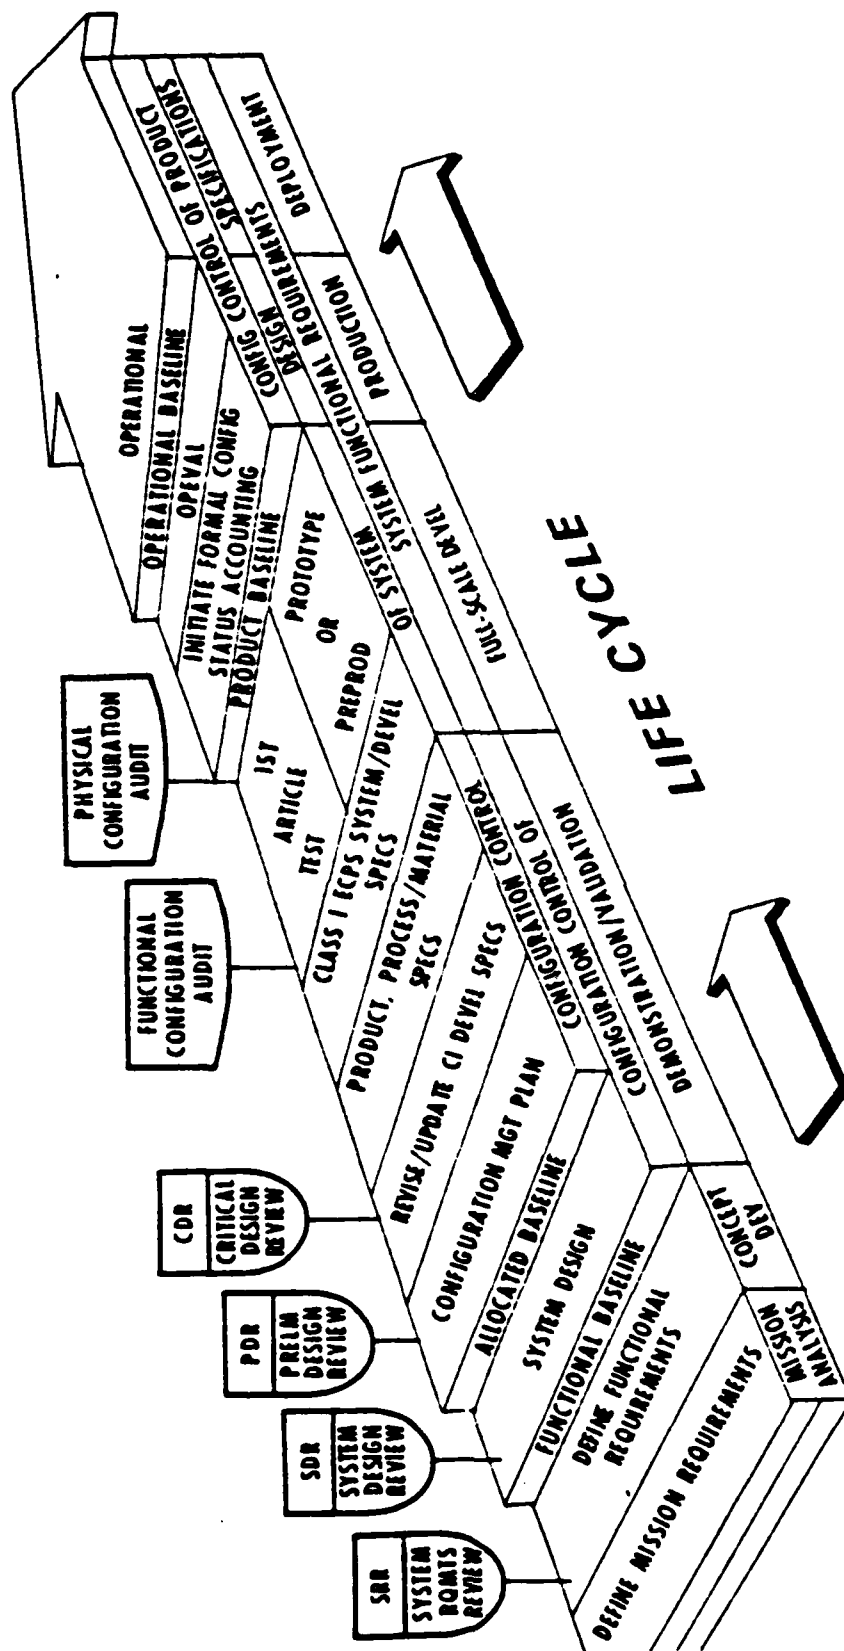 SRR
SYSTEM
RQMTS
REVIEW
SDR
SYSTEM
DESIGN
REVIEW
PDR
PRELM
DESIGN
REVIEW
CDR
CRITICAL
DESIGN
REVIEW
FUNCTIONAL
CONFIGURATION
AUDIT
PHYSICAL
CONFIGURATION
AUDIT
DEFINE MISSION REQUIREMENTS
DEFINE FUNCTIONAL
REQUIREMENTS
FUNCTIONAL BASELINE
SYSTEM DESIGN
ALLOCATED BASELINE
CONFIGURATION MGT PLAN
REVISE/UPDATE CI DEVEL SPECS
PRODUCT, PROCESS/MATERIAL
SPECS
CLASS I ECPS SYSTEM/DEVEL
SPECS
1ST
ARTICLE
TEST
PROTOTYPE
OR
PREPROD
PRODUCT BASELINE
INITIATE FORMAL CONFIG
STATUS ACCOUNTING
OPEVAL
OPERATIONAL BASELINE
OPERATIONAL
CONFIG CONTROL OF PRODUCT
DESIGN SPECIFICATIONS
CONFIGURATION CONTROL OF SYSTEM
CONFIGURATION CONTROL OF SYSTEM FUNCTIONAL REQUIREMENTS
MISSION
ANALYSIS
CONCEPT
DEV
DEMONSTRATION/VALIDATION
FULL-SCALE DEVEL
PRODUCTION
DEPLOYMENT
LIFE CYCLE